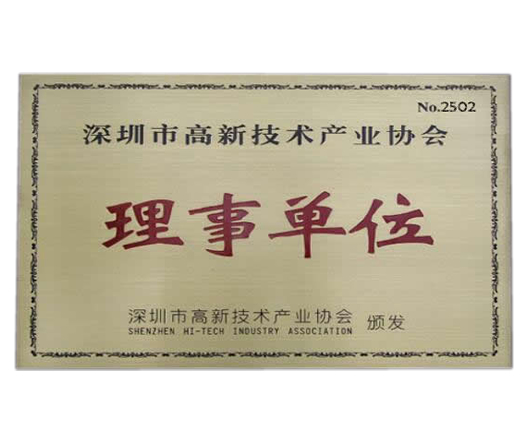 No.2502
深圳市高新技术产业协会
理事单位
深圳市高新技术产业协会 颁发
SHENZHEN HI-TECH INDUSTRY ASSOCIATION